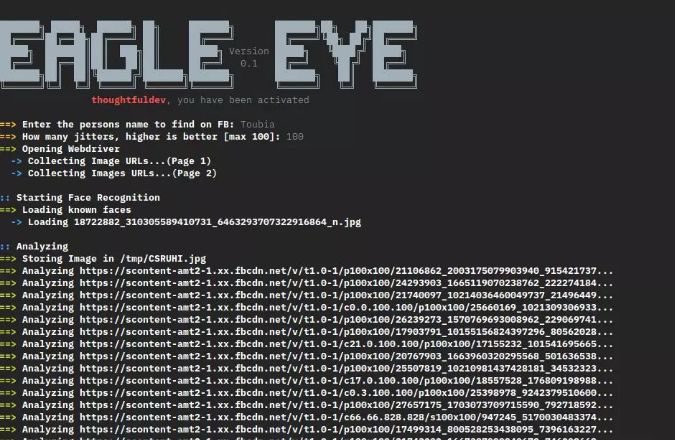 EAGLE EYE
Version
0.1
thoughtfuldev, you have been activated
==> Enter the persons name to find on FB: Toubia
==> How many jitters, higher is better [max 100]: 100
==> Opening Webdriver
-> Collecting Image URLs...(Page 1)
-> Collecting Images URLs...(Page 2)
:: Starting Face Recognition
==> Loading known faces
-> Loading 18722882_310305589410731_6463293707322916864_n.jpg
:: Analyzing
==> Storing Image in /tmp/CSRUHI.jpg
==> Analyzing https://scontent-amt2-1.xx.fbcdn.net/v/t1.0-1/p100x100/21106862_2003175079903940_915421737...
==> Analyzing https://scontent-amt2-1.xx.fbcdn.net/v/t1.0-1/p100x100/24293903_1665119070238762_222274184...
==> Analyzing https://scontent-amt2-1.xx.fbcdn.net/v/t1.0-1/p100x100/21740097_10214036460049737_21496449...
==> Analyzing https://scontent-amt2-1.xx.fbcdn.net/v/t1.0-1/c0.0.100.100/p100x100/25660169_1021309306933...
==> Analyzing https://scontent-amt2-1.xx.fbcdn.net/v/t1.0-1/p100x100/26239273_1570769693008962_229069741...
==> Analyzing https://scontent-amt2-1.xx.fbcdn.net/v/t1.0-1/p100x100/17903791_10155156824397296_80562028...
==> Analyzing https://scontent-amt2-1.xx.fbcdn.net/v/t1.0-1/c21.0.100.100/p100x100/17155232_101541695665...
==> Analyzing https://scontent-amt2-1.xx.fbcdn.net/v/t1.0-1/p100x100/20767903_1663960320295568_501636538...
==> Analyzing https://scontent-amt2-1.xx.fbcdn.net/v/t1.0-1/p100x100/25507819_10210981437428181_34532323...
==> Analyzing https://scontent-amt2-1.xx.fbcdn.net/v/t1.0-1/c17.0.100.100/p100x100/18557528_176809198988...
==> Analyzing https://scontent-amt2-1.xx.fbcdn.net/v/t1.0-1/c0.3.100.100/p100x100/25398978_9242379510600...
==> Analyzing https://scontent-amt2-1.xx.fbcdn.net/v/t1.0-1/p100x100/27657175_1703073709715590_792718592...
==> Analyzing https://scontent-amt2-1.xx.fbcdn.net/v/t1.0-1/c66.66.828.828/s100x100/947245_5170030483374...
==> Analyzing https://scontent-amt2-1.xx.fbcdn.net/v/t1.0-1/p100x100/17499314_800528253438095_7396163227...